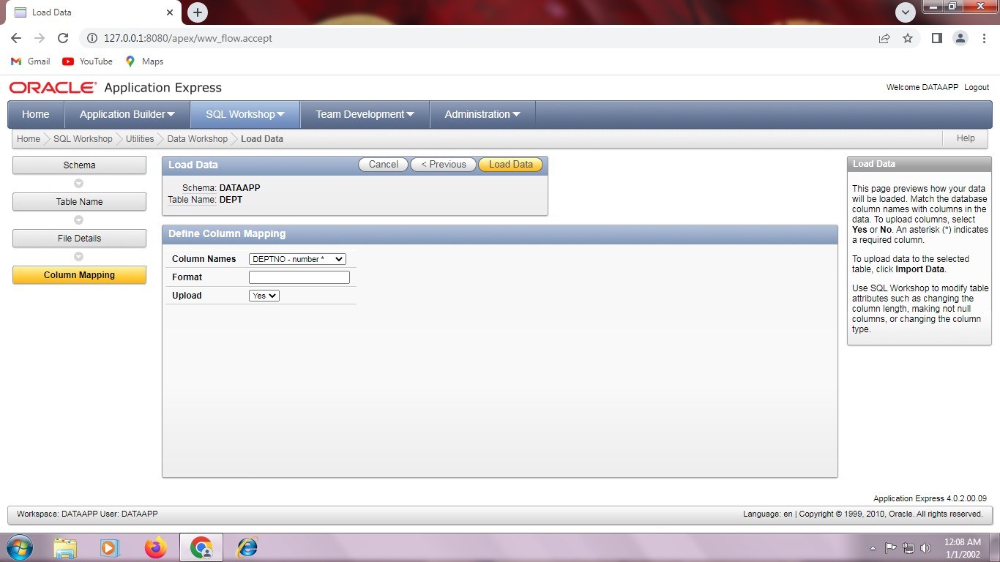 Load Data
127.0.0.1:8080/apex/wwv_flow.accept
Gmail YouTube Maps
ORACLE Application Express
Welcome DATAAPP Logout
Home Application Builder SQL Workshop Team Development Administration
Home SQL Workshop Utilities Data Workshop Load Data Help
Schema
Table Name
File Details
Column Mapping
Load Data Cancel < Previous Load Data
Schema: DATAAPP
Table Name: DEPT
Define Column Mapping
Column Names DEPTNO - number *
Format
Upload Yes
Load Data
This page previews how your data
will be loaded. Match the database
column names with columns in the
data. To upload columns, select
Yes or No. An asterisk (*) indicates
a required column.
To upload data to the selected
table, click Import Data.
Use SQL Workshop to modify table
attributes such as changing the
column length, making not null
columns, or changing the column
type.
Application Express 4.0.2.00.09
Workspace: DATAAPP User: DATAAPP
Language: en | Copyright © 1999, 2010, Oracle. All rights reserved.
12:08 AM
1/1/2002